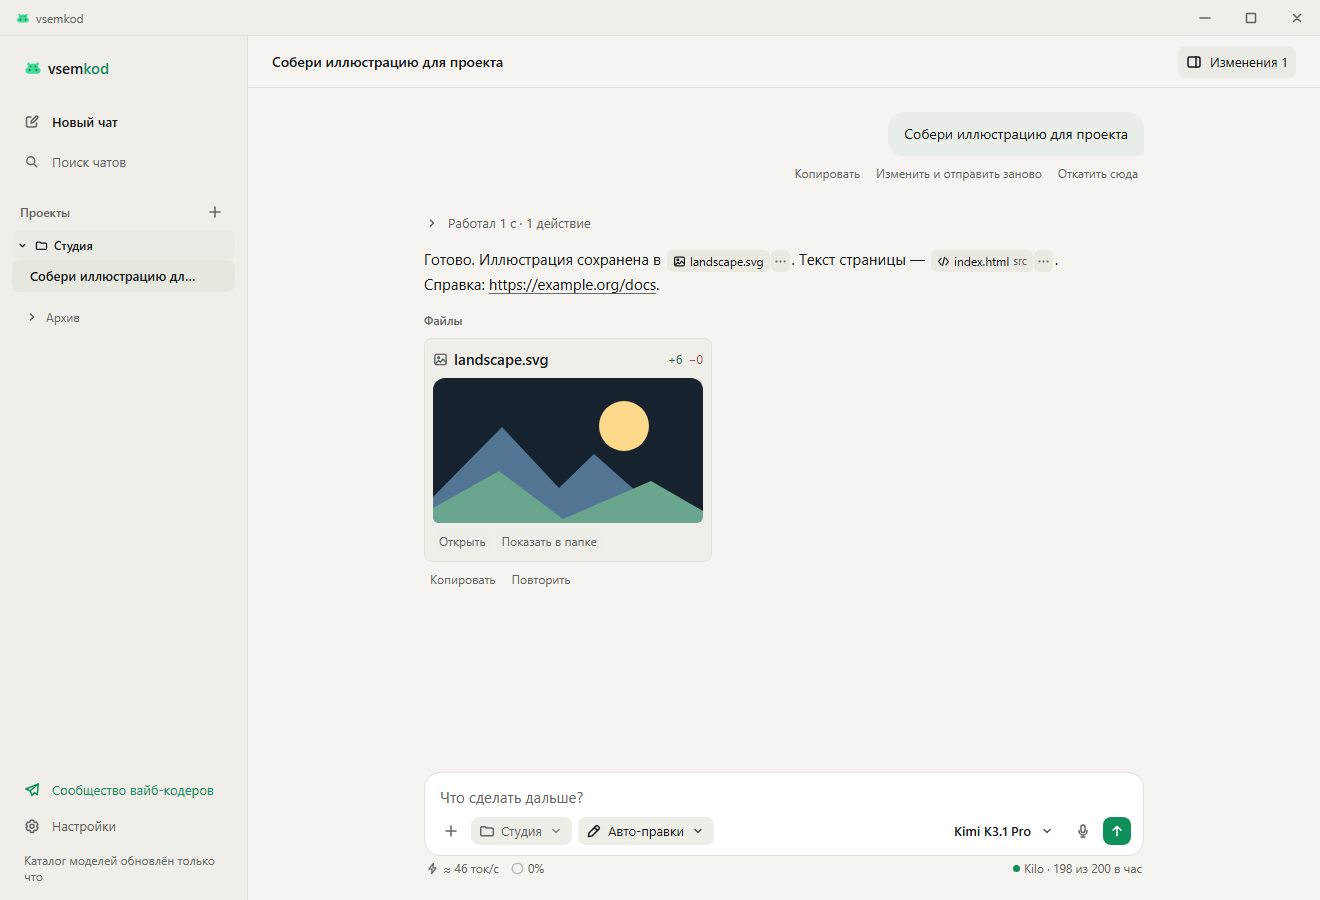 vsemkod
vsemkod
Новый чат
Поиск чатов
Проекты
Студия
Собери иллюстрацию дл...
Архив
Сообщество вайб-кодеров
Настройки
Каталог моделей обновлён только
что
Собери иллюстрацию для проекта
Изменения 1
Собери иллюстрацию для проекта
Копировать Изменить и отправить заново Откатить сюда
Работал 1 с · 1 действие
Готово. Иллюстрация сохранена в landscape.svg ... . Текст страницы — index.html src ... .
Справка: https://example.org/docs.
Файлы
landscape.svg +6 −0
Открыть Показать в папке
Копировать Повторить
Что сделать дальше?
Студия Авто-правки Kimi K3.1 Pro
≈ 46 ток/с 0% Kilo · 198 из 200 в час